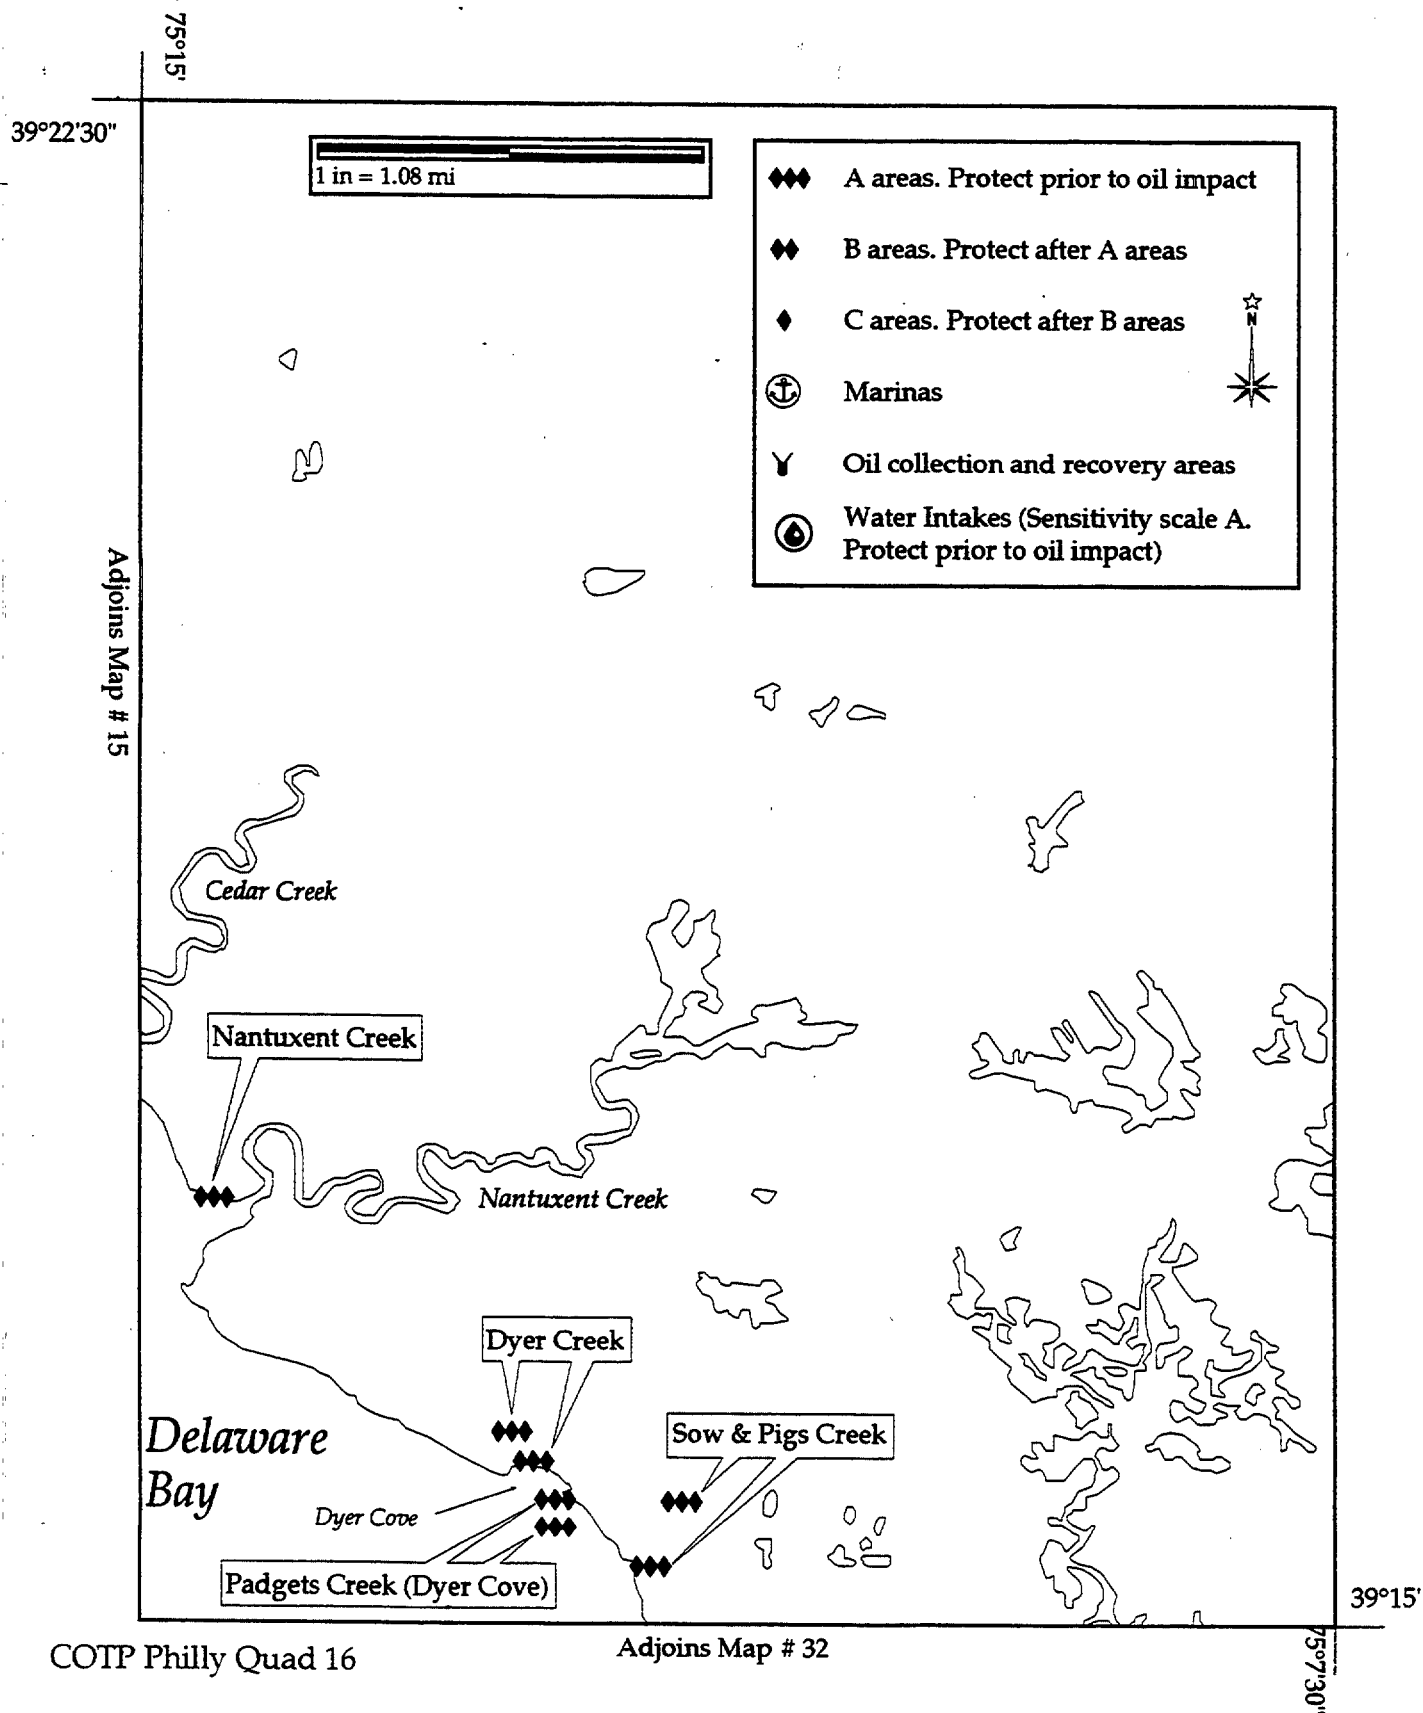 75°15'
39°22'30"
1 in = 1.08 mi
A areas. Protect prior to oil impact
B areas. Protect after A areas
C areas. Protect after B areas
N
Marinas
Oil collection and recovery areas
Water Intakes (Sensitivity scale A.
Protect prior to oil impact)
Adjoins Map # 15
Cedar Creek
Nantuxent Creek
Nantuxent Creek
Dyer Creek
Sow & Pigs Creek
Delaware
Bay
Dyer Cove
Padgets Creek (Dyer Cove)
39°15'
75°7'30"
Adjoins Map # 32
COTP Philly Quad 16